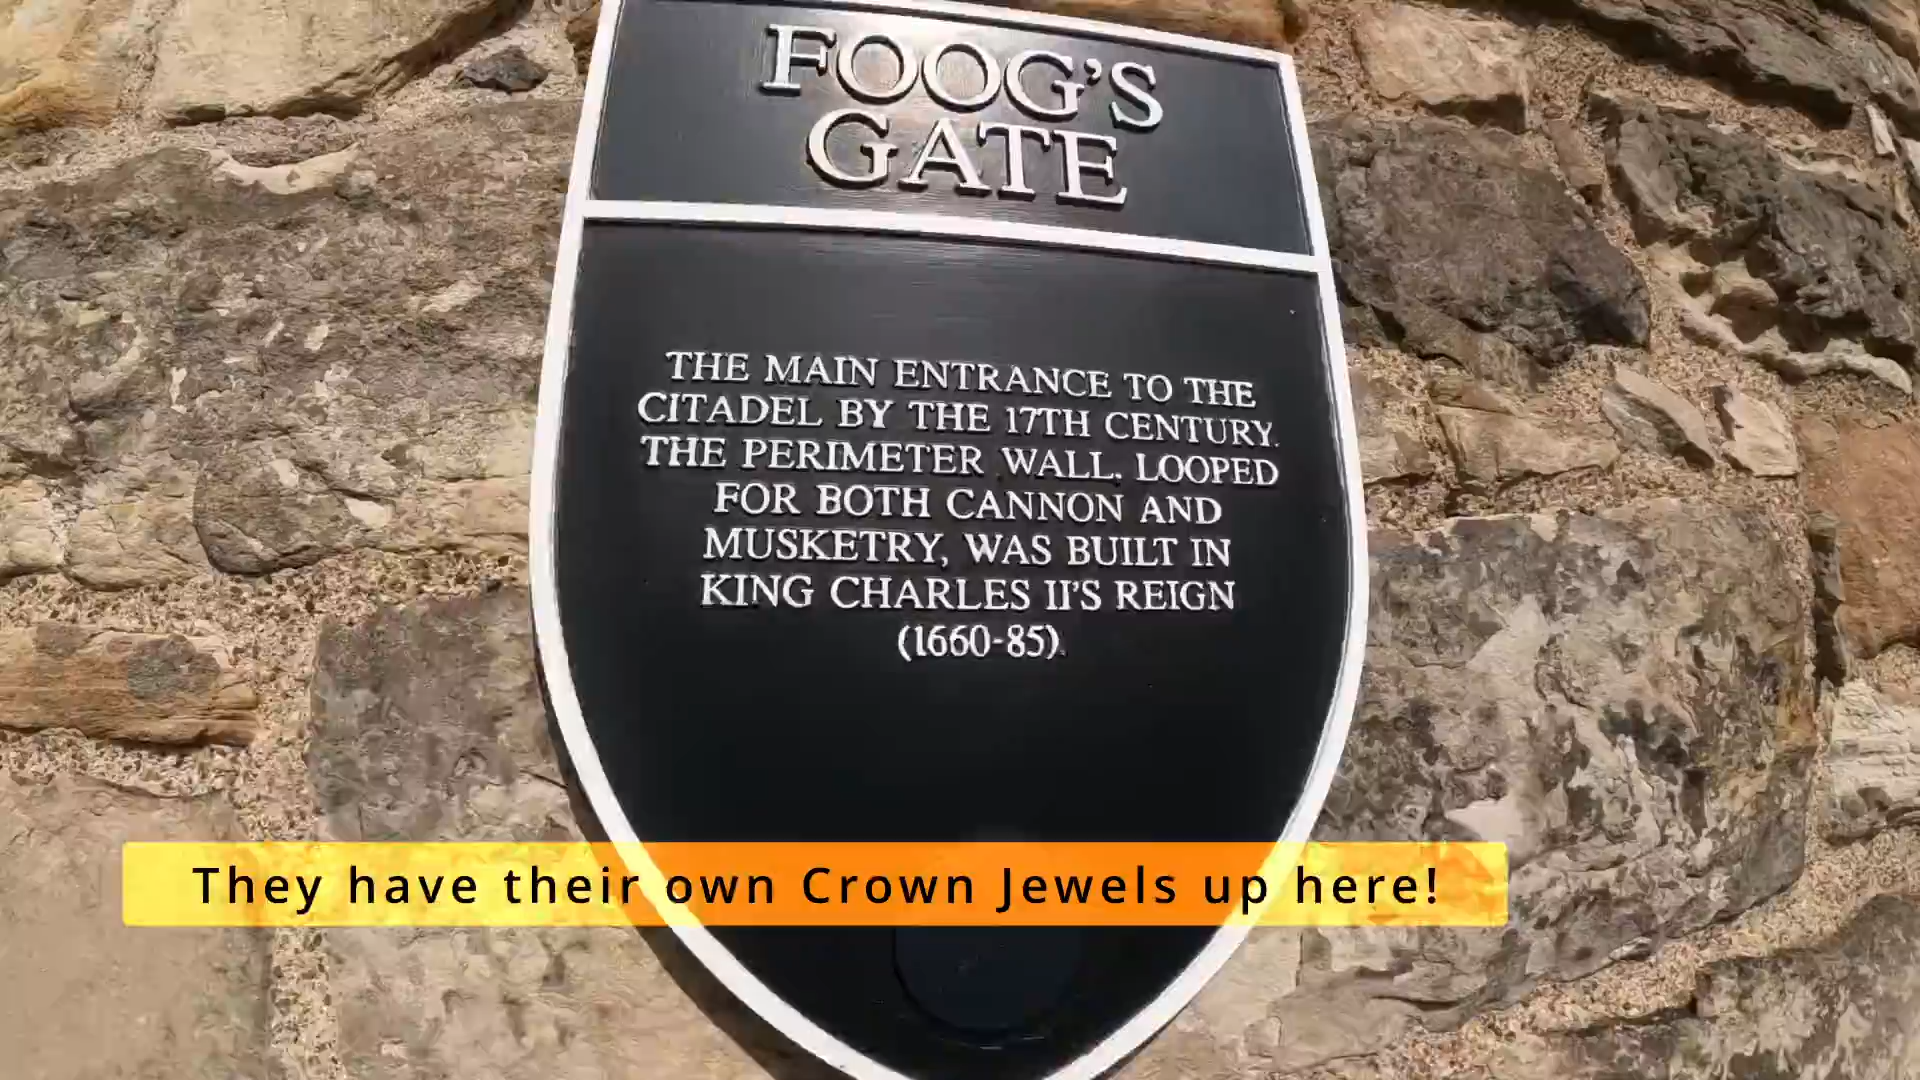 FOOG'S
GATE
THE MAIN ENTRANCE TO THE
CITADEL BY THE 17TH CENTURY.
THE PERIMETER WALL. LOOPED
FOR BOTH CANNON AND
MUSKETRY, WAS BUILT IN
KING CHARLES II'S REIGN
(1660-85).
They have their own Crown Jewels up here!